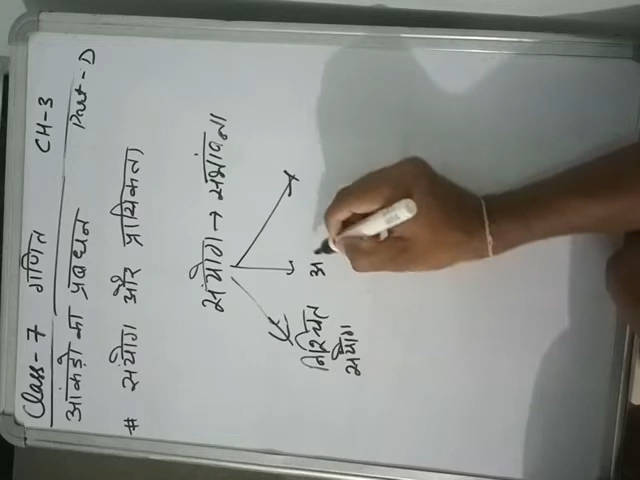 Class-7 गणित CH-3
आंकड़ो का प्रबंधन Part-D
# संयोग और प्रायिकता
संयोग → संभावना
निश्चित
संयोग
अ